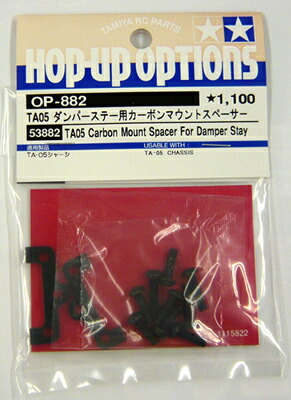 TAMIYA RC PARTS
HOP-UP OPTIONS
OP-882 ★1,100
TA05 ダンパーステー用カーボンマウントスペーサー
53882 TA05 Carbon Mount Spacer For Damper Stay
適用製品 USABLE WITH:
TA-05シャーシ TA-05 CHASSIS
1115822